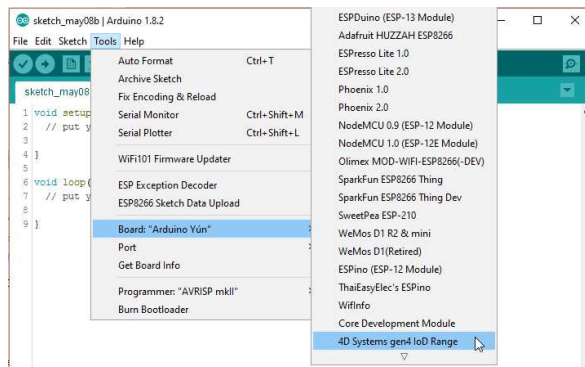 sketch_may08b | Arduino 1.8.2
File Edit Sketch Tools Help
sketch_may08
1 void setup
2 // put y
3
4 }
5
6 void loop(
7 // put y
8
9 }
Auto Format Ctrl+T
Archive Sketch
Fix Encoding & Reload
Serial Monitor Ctrl+Shift+M
Serial Plotter Ctrl+Shift+L
WiFi101 Firmware Updater
ESP Exception Decoder
ESP8266 Sketch Data Upload
Board: "Arduino Yún"
Port
Get Board Info
Programmer: "AVRISP mkII"
Burn Bootloader
ESPDuino (ESP-13 Module)
Adafruit HUZZAH ESP8266
ESPresso Lite 1.0
ESPresso Lite 2.0
Phoenix 1.0
Phoenix 2.0
NodeMCU 0.9 (ESP-12 Module)
NodeMCU 1.0 (ESP-12E Module)
Olimex MOD-WIFI-ESP8266(-DEV)
SparkFun ESP8266 Thing
SparkFun ESP8266 Thing Dev
SweetPea ESP-210
WeMos D1 R2 & mini
WeMos D1(Retired)
ESPino (ESP-13 Module)
ThaiEasyElec's ESPino
WifInfo
Core Development Module
4D Systems gen4 IoD Range